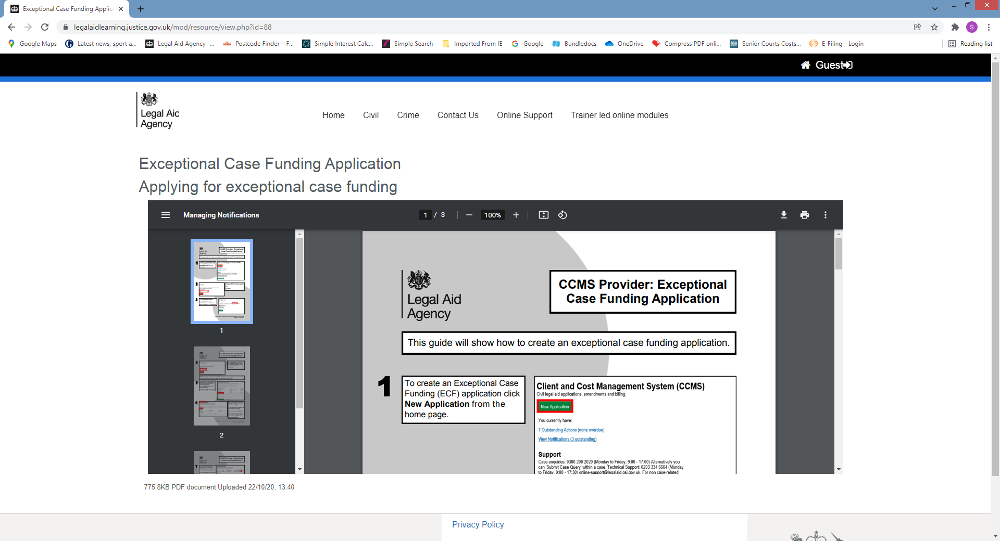 Exceptional Case Funding Applic
legalaidlearning.justice.gov.uk/mod/resource/view.php?id=88
S
Google Maps
Latest news, sport a...
Legal Aid Agency -...
Postcode Finder – F...
Simple Interest Calc...
Simple Search
Imported From IE
Google
Bundledocs
OneDrive
Compress PDF onli...
Senior Courts Costs...
E-Filing - Login
Reading list
Guest
Legal Aid
Agency
Home
Civil
Crime
Contact Us
Online Support
Trainer led online modules
Exceptional Case Funding Application
Applying for exceptional case funding
Managing Notifications
1 / 3
100%
1
2
Legal Aid
Agency
CCMS Provider: Exceptional
Case Funding Application
This guide will show how to create an exceptional case funding application.
1
To create an Exceptional Case
Funding (ECF) application click
New Application from the
home page.
Client and Cost Management System (CCMS)
Civil legal aid applications, amendments and billing.
New Application
You currently have:
7 Outstanding Actions (none overdue)
View Notifications (3 outstanding)
Support
Case enquiries: 0300 200 2020 (Monday to Friday, 9:00 - 17:00) Alternatively you
can 'Submit Case Query' within a case. Technical Support: 0203 334 6664 (Monday
to Friday, 9:00 - 17:30) online-support@legalaid.gsi.gov.uk. For non case-related
775.8KB PDF document Uploaded 22/10/20, 13:40
Privacy Policy